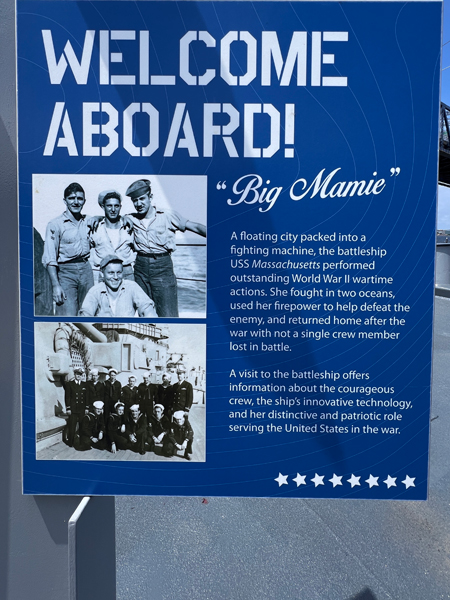 WELCOME
ABOARD!
“Big Mamie”
A floating city packed into a
fighting machine, the battleship
USS Massachusetts performed
outstanding World War II wartime
actions. She fought in two oceans,
used her firepower to help defeat the
enemy, and returned home after the
war with not a single crew member
lost in battle.
A visit to the battleship offers
information about the courageous
crew, the ship's innovative technology,
and her distinctive and patriotic role
serving the United States in the war.